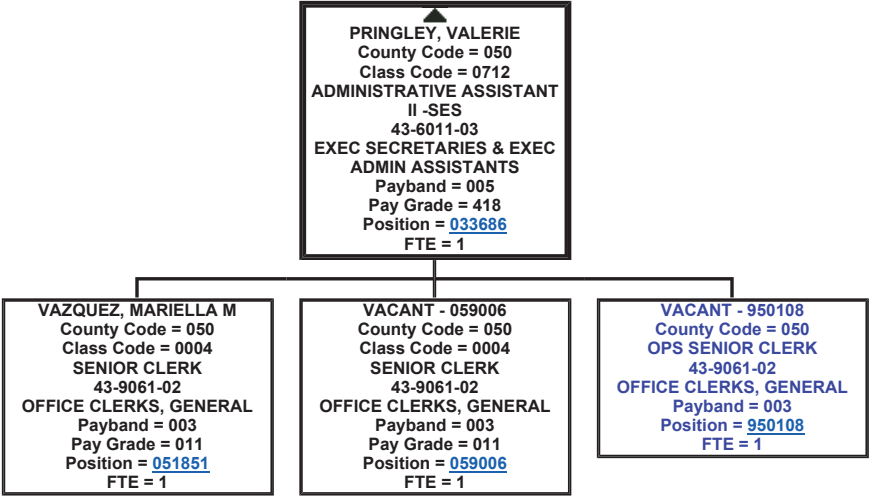 PRINGLEY, VALERIE
County Code = 050
Class Code = 0712
ADMINISTRATIVE ASSISTANT
II -SES
43-6011-03
EXEC SECRETARIES & EXEC
ADMIN ASSISTANTS
Payband = 005
Pay Grade = 418
Position = 033686
FTE = 1
VAZQUEZ, MARIELLA M
County Code = 050
Class Code = 0004
SENIOR CLERK
43-9061-02
OFFICE CLERKS, GENERAL
Payband = 003
Pay Grade = 011
Position = 051851
FTE = 1
VACANT - 059006
County Code = 050
Class Code = 0004
SENIOR CLERK
43-9061-02
OFFICE CLERKS, GENERAL
Payband = 003
Pay Grade = 011
Position = 059006
FTE = 1
VACANT - 950108
County Code = 050
OPS SENIOR CLERK
43-9061-02
OFFICE CLERKS, GENERAL
Payband = 003
Position = 950108
FTE = 1